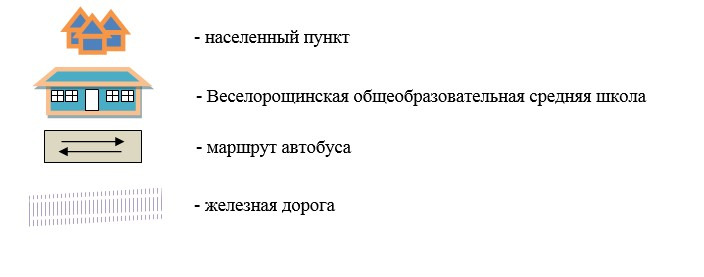 - населенный пункт
- Веселорощинская общеобразовательная средняя школа
- маршрут автобуса
- железная дорога